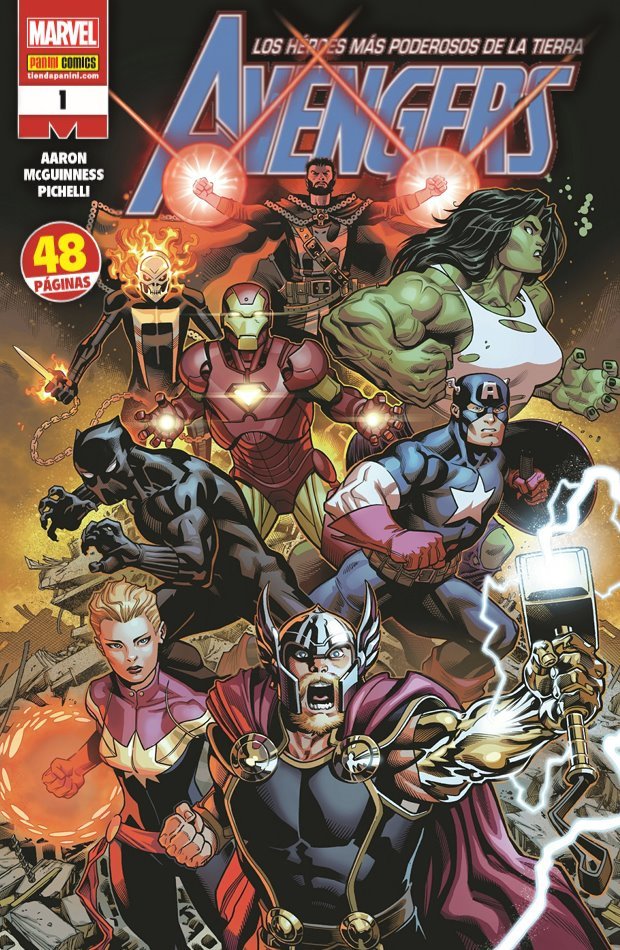 MARVEL
PANINI COMICS
tiendapanini.com
1
AARON
McGUINNESS
PICHELLI
LOS HÉROES MÁS PODEROSOS DE LA TIERRA
AVENGERS
48
PÁGINAS
A